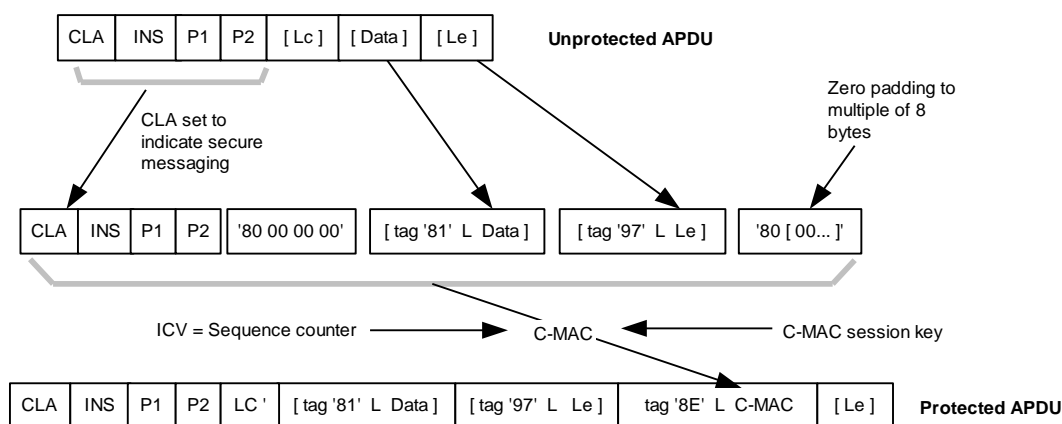 CLA INS P1 P2 [ Lc ] [ Data ] [ Le ] Unprotected APDU
CLA set to
indicate secure
messaging
Zero padding to
multiple of 8
bytes
CLA INS P1 P2 '80 00 00 00' [ tag '81' L Data ] [ tag '97' L Le ] '80 [ 00... ]'
ICV = Sequence counter C-MAC C-MAC session key
CLA INS P1 P2 LC ' [ tag '81' L Data ] [ tag '97' L Le ] tag '8E' L C-MAC [ Le ] Protected APDU